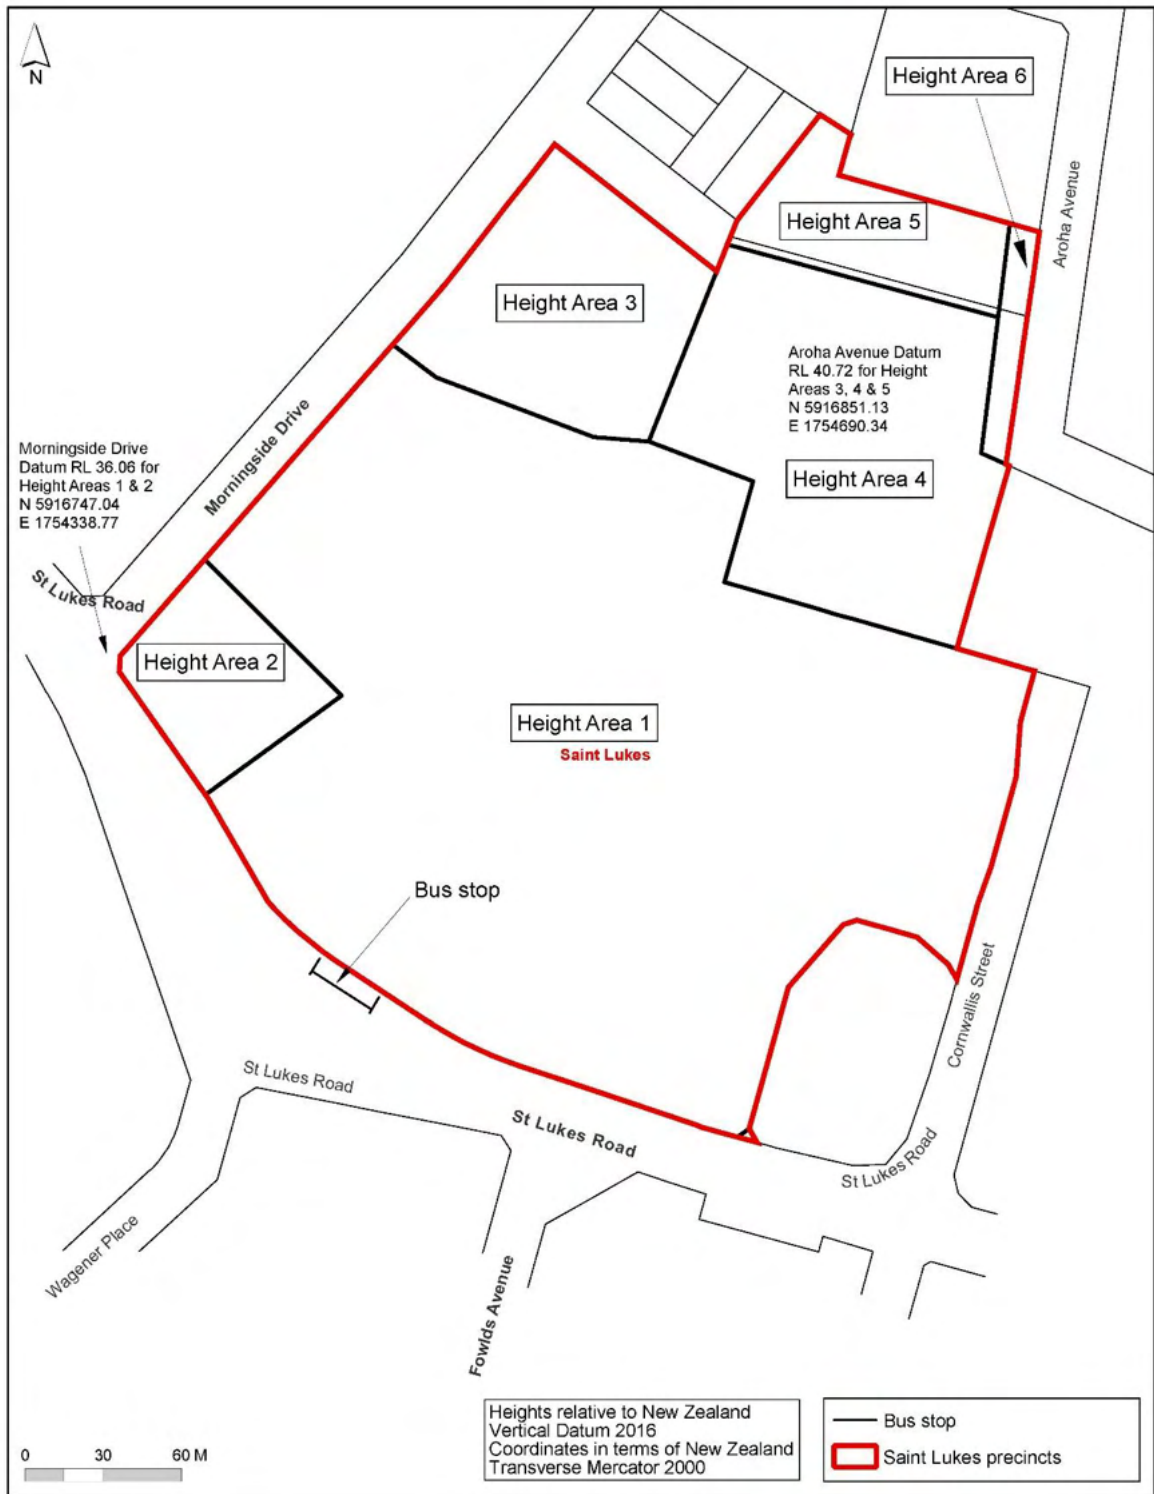 N
Height Area 6
Aroha Avenue
Height Area 5
Height Area 3
Aroha Avenue Datum
RL 40.72 for Height
Areas 3, 4 & 5
N 5916851.13
E 1754690.34
Morningside Drive
Morningside Drive
Datum RL 36.06 for
Height Areas 1 & 2
N 5916747.04
E 1754338.77
Height Area 4
St Lukes Road
Height Area 2
Height Area 1
Saint Lukes
Bus stop
Cornwallis Street
St Lukes Road
St Lukes Road
St Lukes Road
Wagener Place
Fowlds Avenue
Heights relative to New Zealand
Vertical Datum 2016
Coordinates in terms of New Zealand
Transverse Mercator 2000
Bus stop
Saint Lukes precincts
0 30 60 M